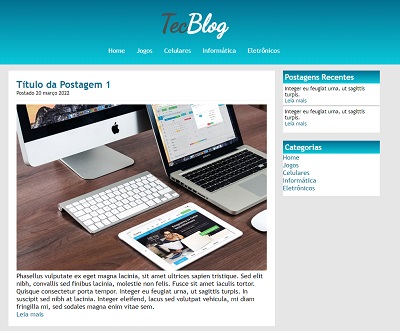 TecBlog
Home Jogos Celulares Informática Eletrônicos
Título da Postagem 1
Postado 20 março 2022
Phasellus vulputate ex eget magna lacinia, sit amet ultrices sapien tristique. Sed elit
nibh, convallis sed finibus lacinia, molestie non felis. Fusce sit amet iaculis tortor.
Quisque consectetur porta tempor. Integer eu feugiat urna, ut sagittis turpis. In
suscipit sed nibh at lacinia. Integer eleifend, lacus sed volutpat vehicula, mi diam
fringilla mi, sed sodales magna enim vitae sem.
Leia mais
Postagens Recentes
Integer eu feugiat urna, ut sagittis
turpis.
Leia mais
Integer eu feugiat urna, ut sagittis
turpis.
Leia mais
Categorias
Home
Jogos
Celulares
Informática
Eletrônicos